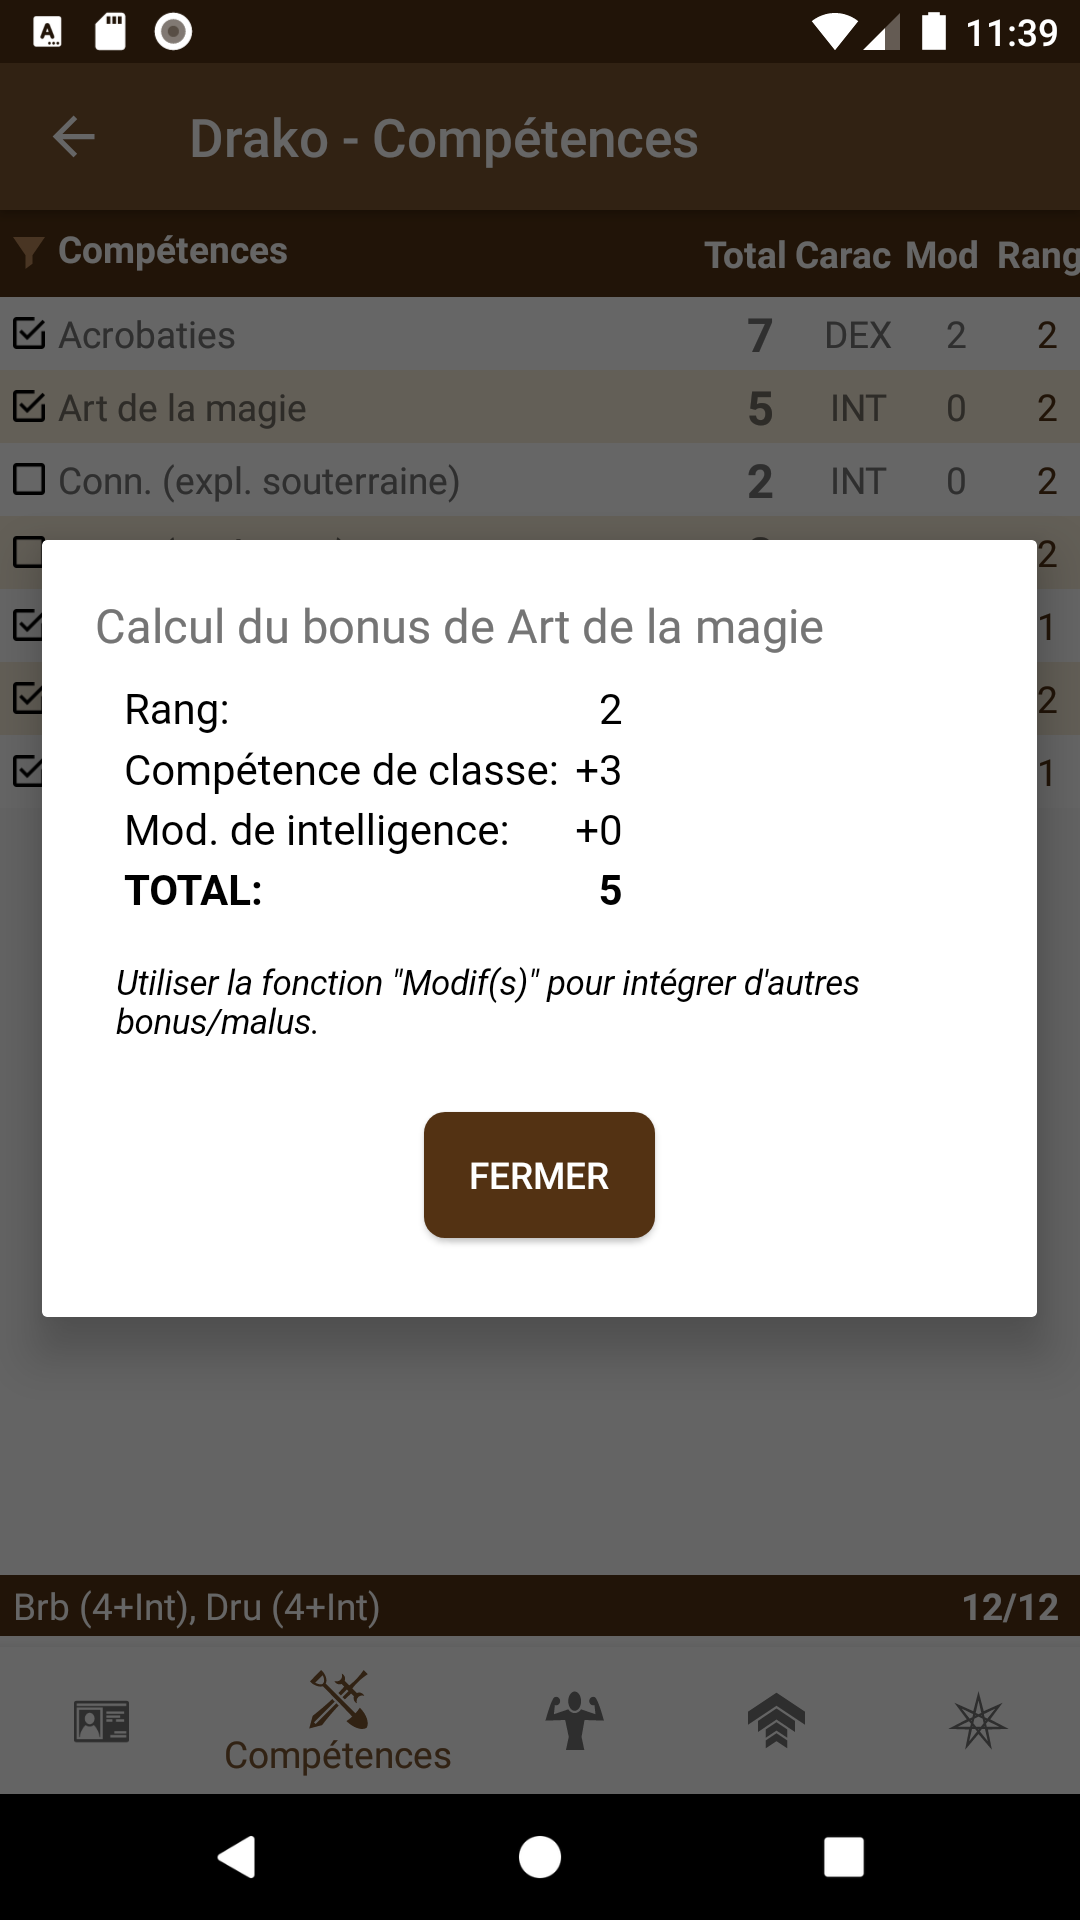 11:39
Drako - Compétences
Compétences Total Carac Mod Rang
Acrobaties 7 DEX 2 2
Art de la magie 5 INT 0 2
Conn. (expl. souterraine) 2 INT 0 2
2
1
2
1
Calcul du bonus de Art de la magie
Rang: 2
Compétence de classe: +3
Mod. de intelligence: +0
TOTAL: 5
Utiliser la fonction "Modif(s)" pour intégrer d'autres
bonus/malus.
FERMER
Brb (4+Int), Dru (4+Int) 12/12
Compétences